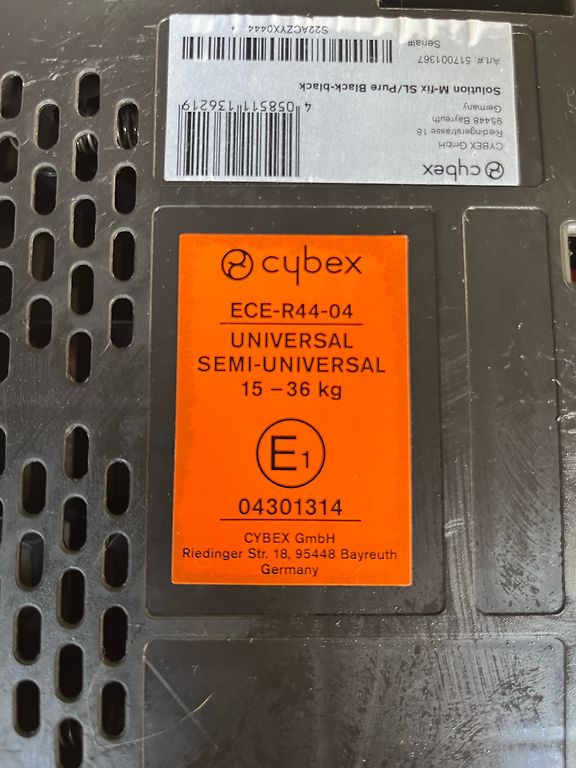 cybex
CYBEX GmbH
Riedingerstrasse 18
95448 Bayreuth
Germany
4 058511 136219
Solution M-fix SL/Pure Black-black
Art.#: 517001367
Serial#
S22ACZYX0444
cybex
ECE-R44-04
UNIVERSAL
SEMI-UNIVERSAL
15 – 36 kg
E1
04301314
CYBEX GmbH
Riedinger Str. 18, 95448 Bayreuth
Germany